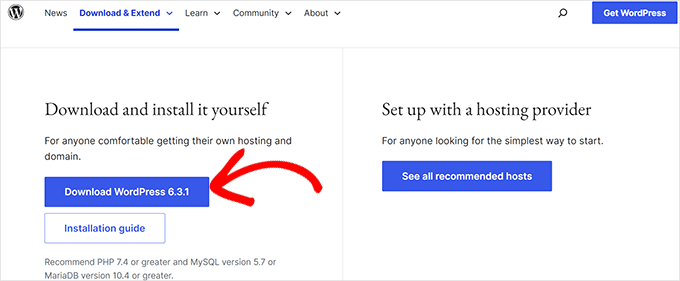 News Download & Extend Learn Community About Get WordPress
Download and install it yourself
For anyone comfortable getting their own hosting and
domain.
Download WordPress 6.3.1
Installation guide
Recommend PHP 7.4 or greater and MySQL version 5.7 or
MariaDB version 10.4 or greater.
Set up with a hosting provider
For anyone looking for the simplest way to start.
See all recommended hosts